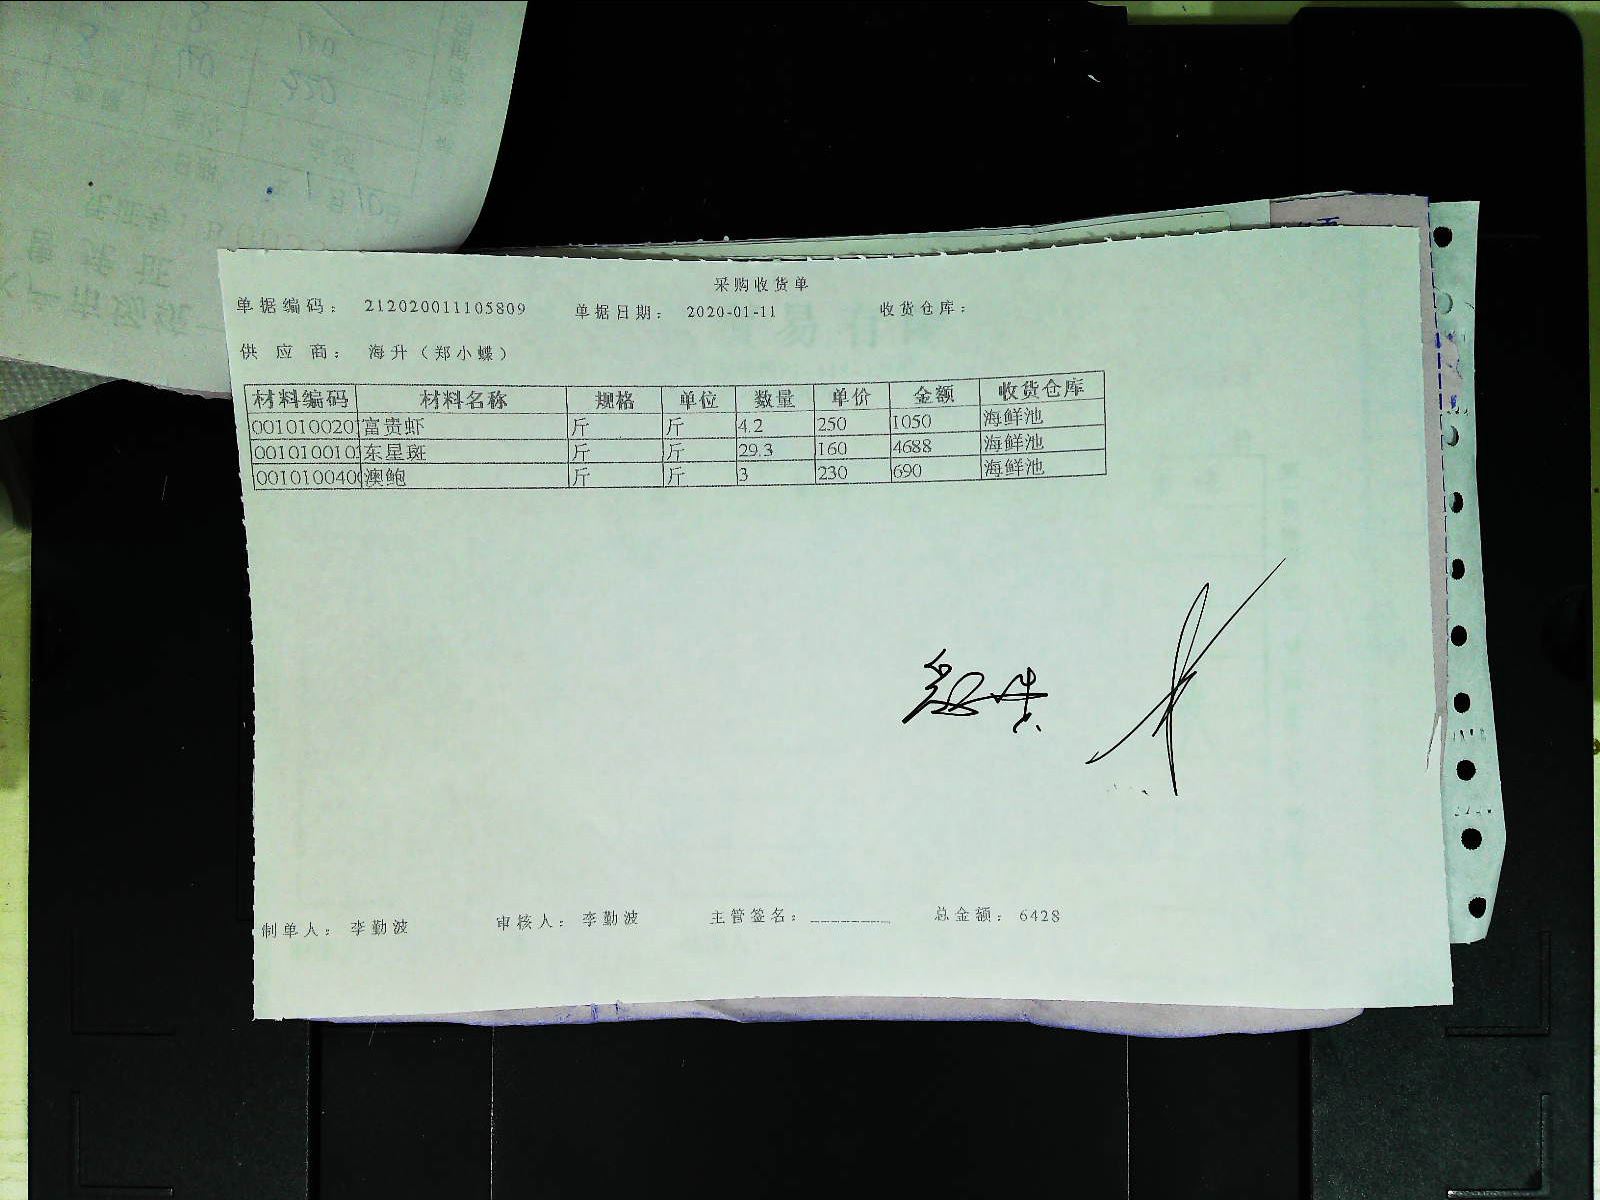 采购收货单
单据编码： 212020011105809 单据日期： 2020-01-11 收货仓库：
供 应 商： 海升（郑小蝶）
材料编码 材料名称 规格 单位 数量 单价 金额 收货仓库
001010020 富贵虾 斤 斤 4.2 250 1050 海鲜池
001010010 东星斑 斤 斤 29.3 160 4688 海鲜池
001010040 澳鲍 斤 斤 3 230 690 海鲜池
制单人： 李勤波 审核人： 李勤波 主管签名： 总金额： 6428